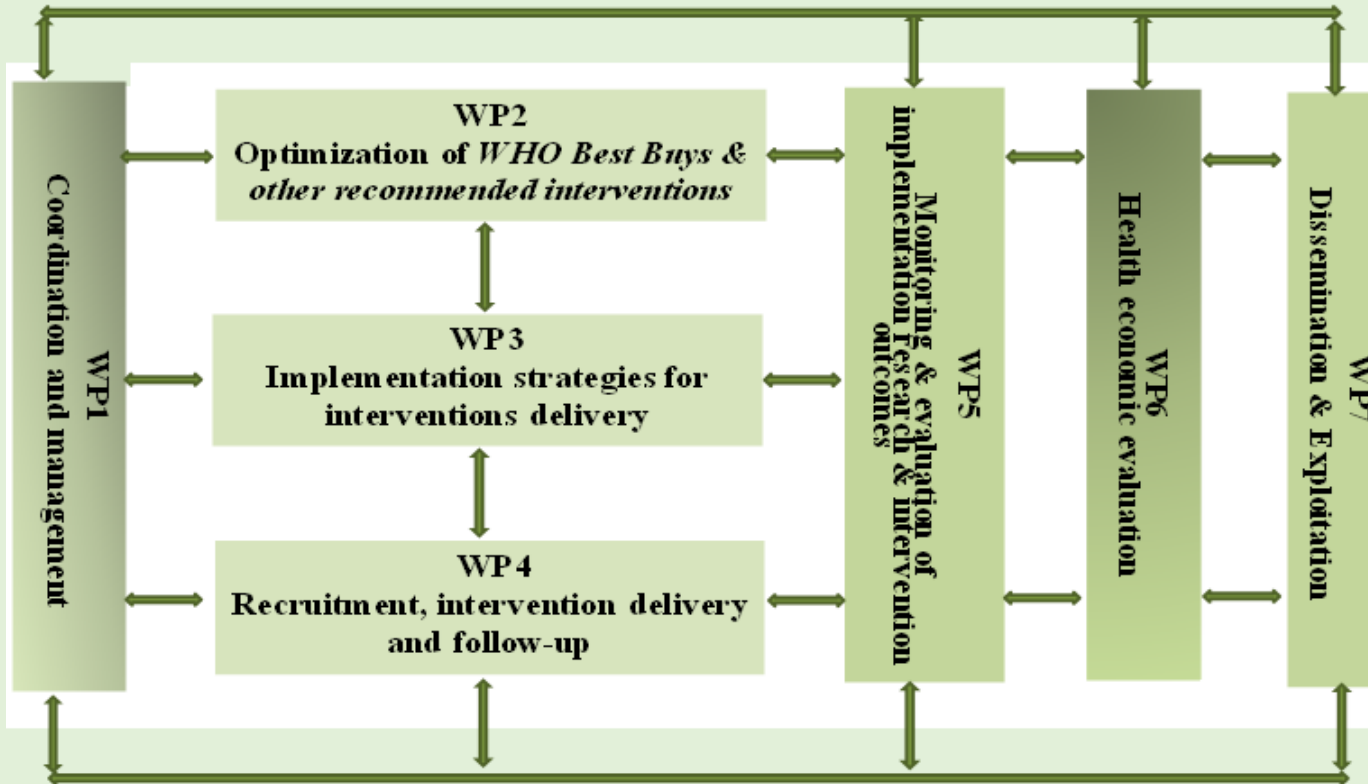 WP1
Coordination and management
WP2
Optimization of WHO Best Buys &
other recommended interventions
WP3
Implementation strategies for
interventions delivery
WP4
Recruitment, intervention delivery
and follow-up
WP5
Monitoring & evaluation of
implementation research & intervention
outcomes
WP6
Health economic evaluation
WP7
Dissemination & Exploitation